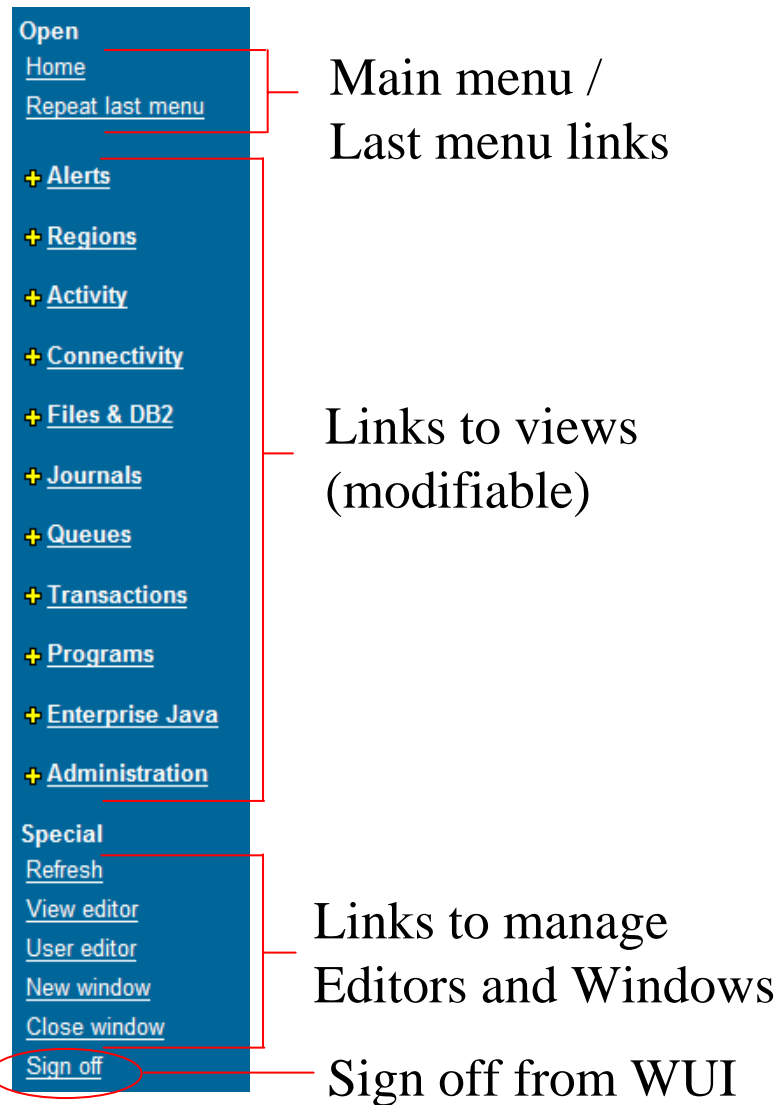 Open
Home
Repeat last menu
Main menu /
Last menu links
Alerts
Regions
Activity
Connectivity
Files & DB2
Journals
Queues
Transactions
Programs
Enterprise Java
Administration
Links to views
(modifiable)
Special
Refresh
View editor
User editor
New window
Close window
Links to manage
Editors and Windows
Sign off
Sign off from WUI